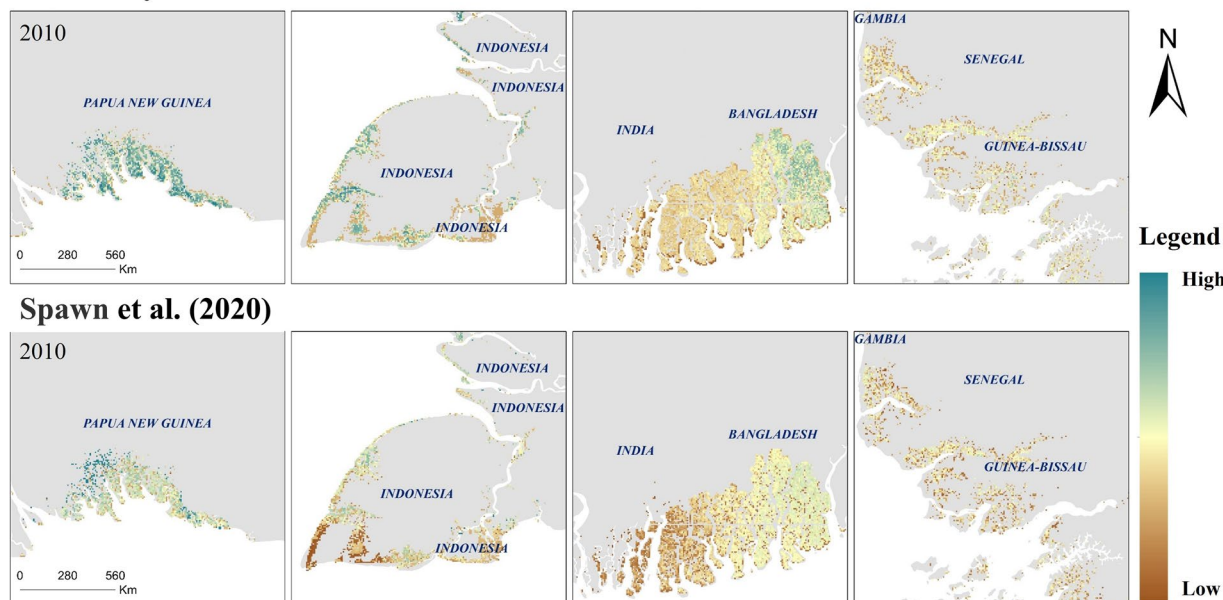 2010
PAPUA NEW GUINEA
0 280 560
Km
INDONESIA
INDONESIA
INDONESIA
INDONESIA
INDIA
BANGLADESH
GAMBIA
SENEGAL
GUINEA-BISSAU
N
Legend
High
Low
Spawn et al. (2020)
2010
PAPUA NEW GUINEA
0 280 560
Km
INDONESIA
INDONESIA
INDONESIA
INDONESIA
INDIA
BANGLADESH
GAMBIA
SENEGAL
GUINEA-BISSAU